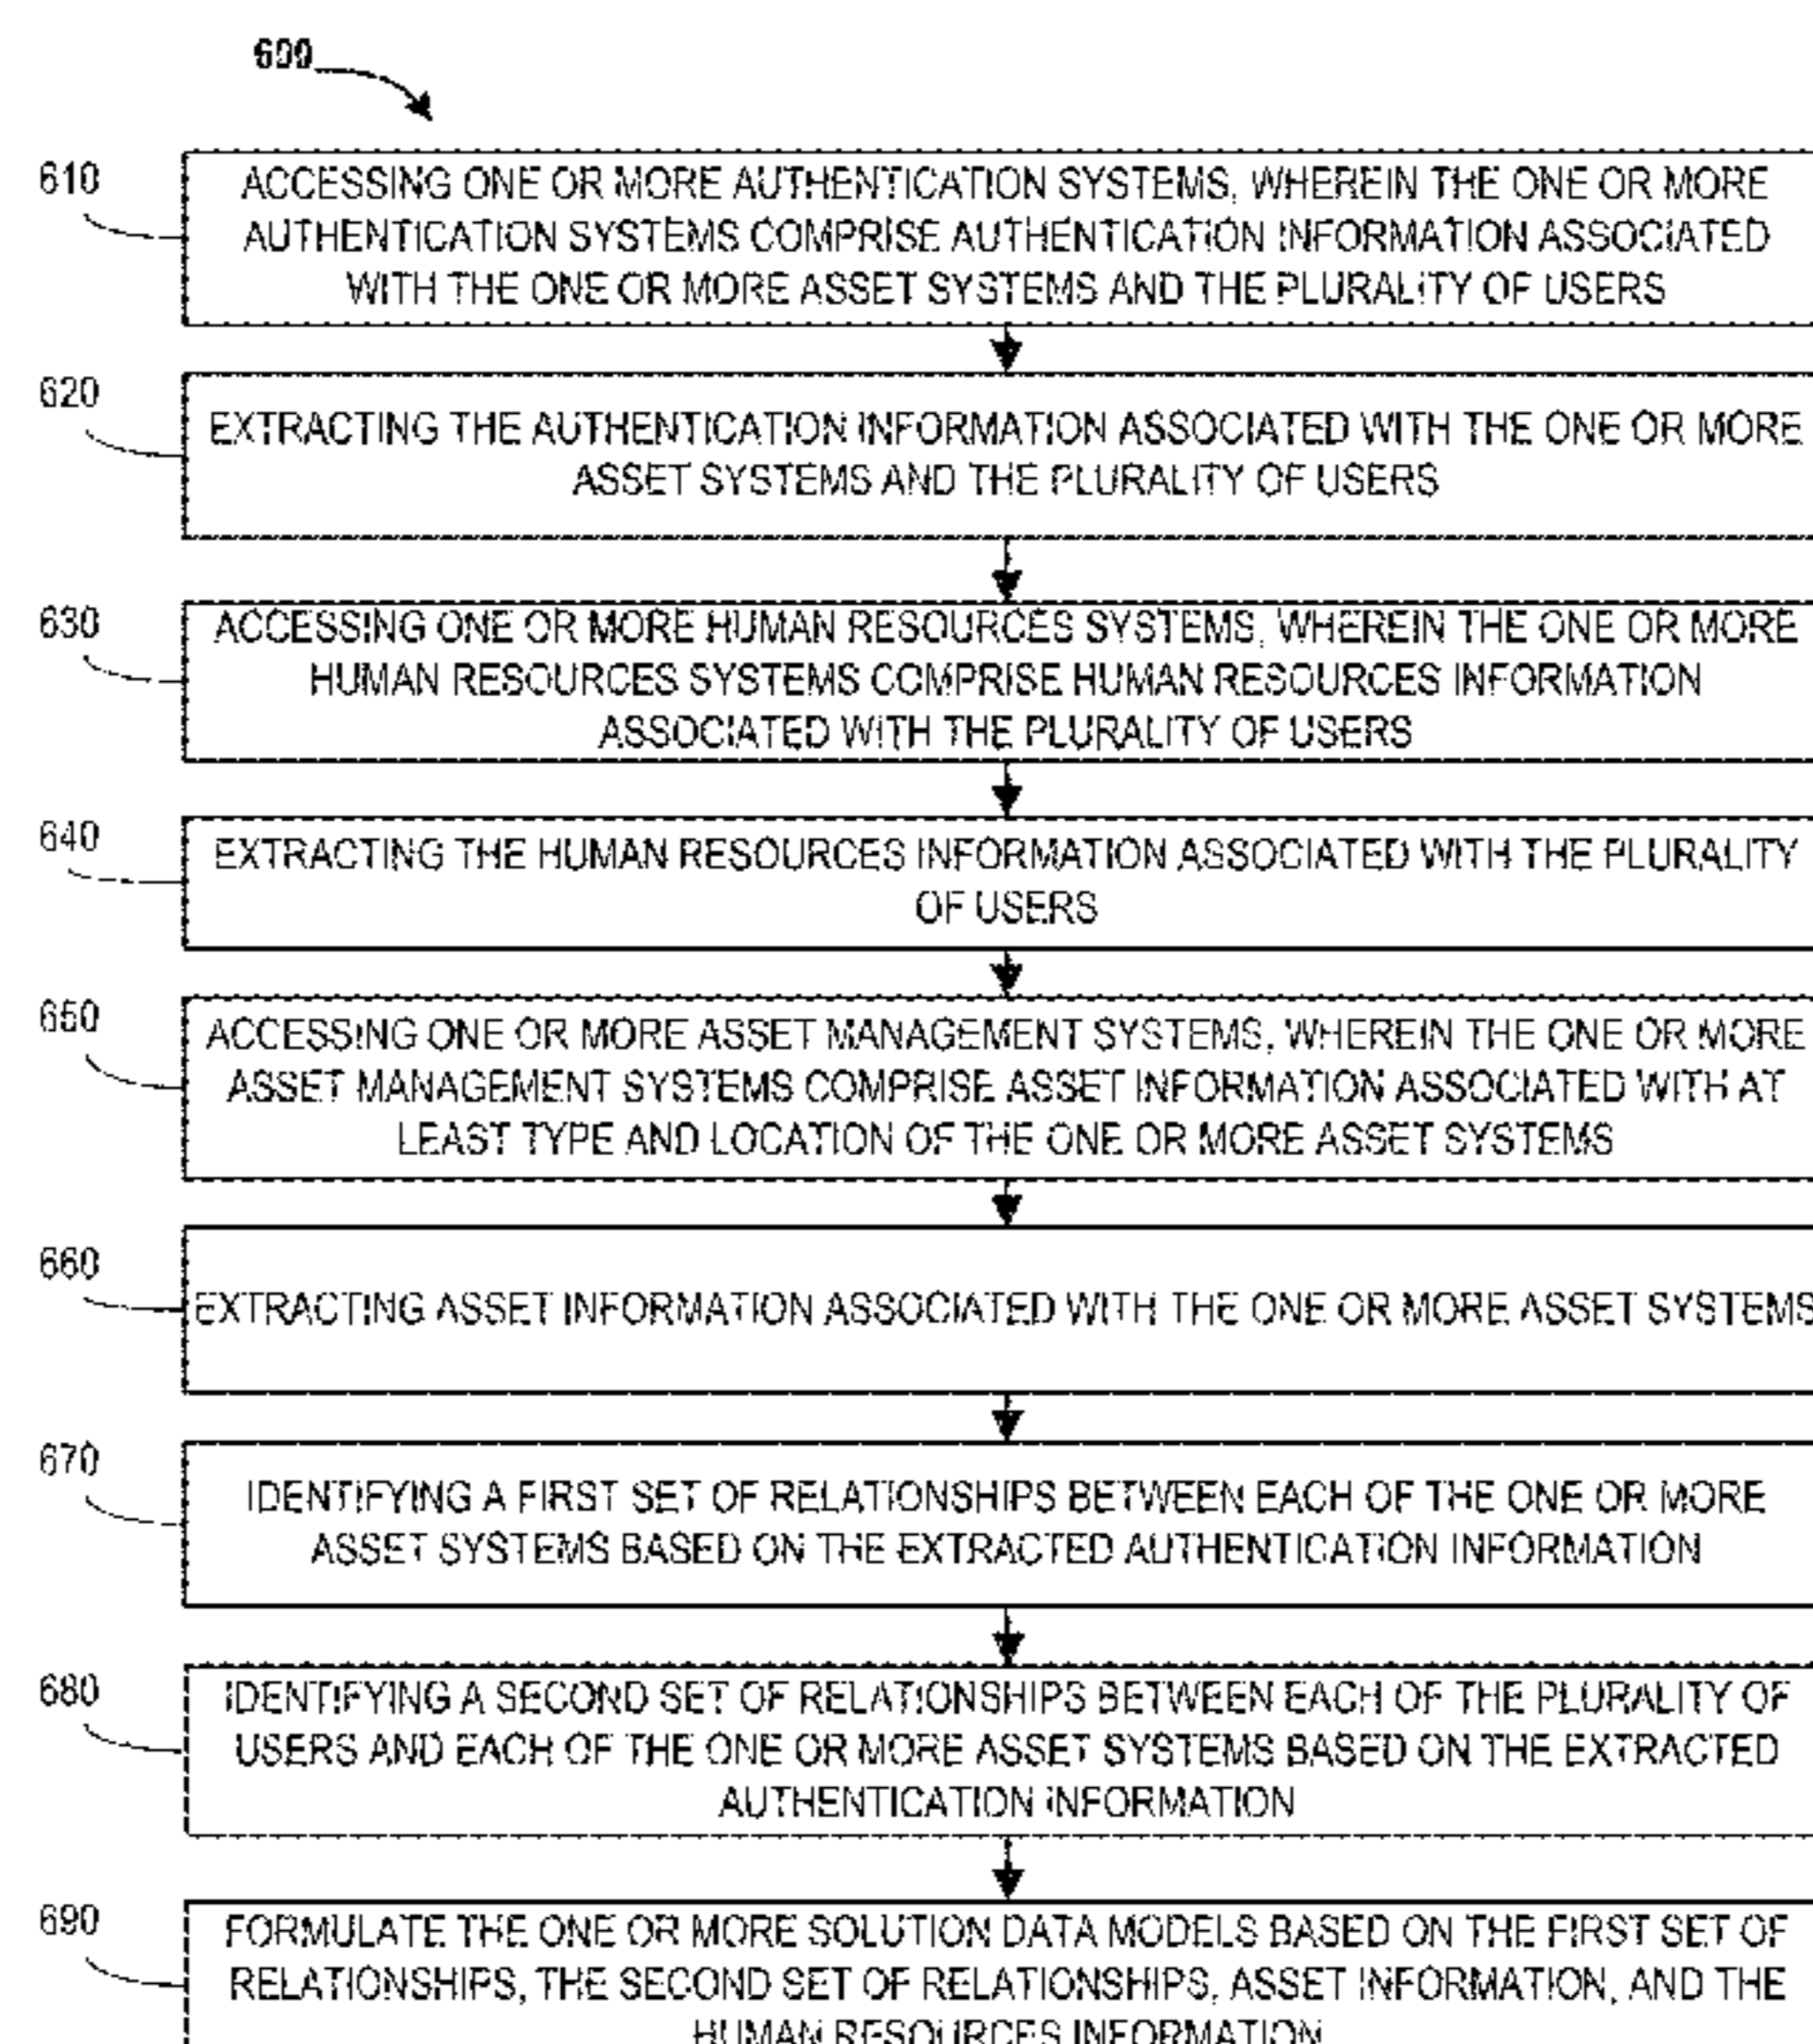 600
610
ACCESSING ONE OR MORE AUTHENTICATION SYSTEMS, WHEREIN THE ONE OR MORE
AUTHENTICATION SYSTEMS COMPRISE AUTHENTICATION INFORMATION ASSOCIATED
WITH THE ONE OR MORE ASSET SYSTEMS AND THE PLURALITY OF USERS
620
EXTRACTING THE AUTHENTICATION INFORMATION ASSOCIATED WITH THE ONE OR MORE
ASSET SYSTEMS AND THE PLURALITY OF USERS
630
ACCESSING ONE OR MORE HUMAN RESOURCES SYSTEMS, WHEREIN THE ONE OR MORE
HUMAN RESOURCES SYSTEMS COMPRISE HUMAN RESOURCES INFORMATION
ASSOCIATED WITH THE PLURALITY OF USERS
640
EXTRACTING THE HUMAN RESOURCES INFORMATION ASSOCIATED WITH THE PLURALITY
OF USERS
650
ACCESSING ONE OR MORE ASSET MANAGEMENT SYSTEMS, WHEREIN THE ONE OR MORE
ASSET MANAGEMENT SYSTEMS COMPRISE ASSET INFORMATION ASSOCIATED WITH AT
LEAST TYPE AND LOCATION OF THE ONE OR MORE ASSET SYSTEMS
660
EXTRACTING ASSET INFORMATION ASSOCIATED WITH THE ONE OR MORE ASSET SYSTEMS
670
IDENTIFYING A FIRST SET OF RELATIONSHIPS BETWEEN EACH OF THE ONE OR MORE
ASSET SYSTEMS BASED ON THE EXTRACTED AUTHENTICATION INFORMATION
680
IDENTIFYING A SECOND SET OF RELATIONSHIPS BETWEEN EACH OF THE PLURALITY OF
USERS AND EACH OF THE ONE OR MORE ASSET SYSTEMS BASED ON THE EXTRACTED
AUTHENTICATION INFORMATION
690
FORMULATE THE ONE OR MORE SOLUTION DATA MODELS BASED ON THE FIRST SET OF
RELATIONSHIPS, THE SECOND SET OF RELATIONSHIPS, ASSET INFORMATION, AND THE
HUMAN RESOURCES INFORMATION